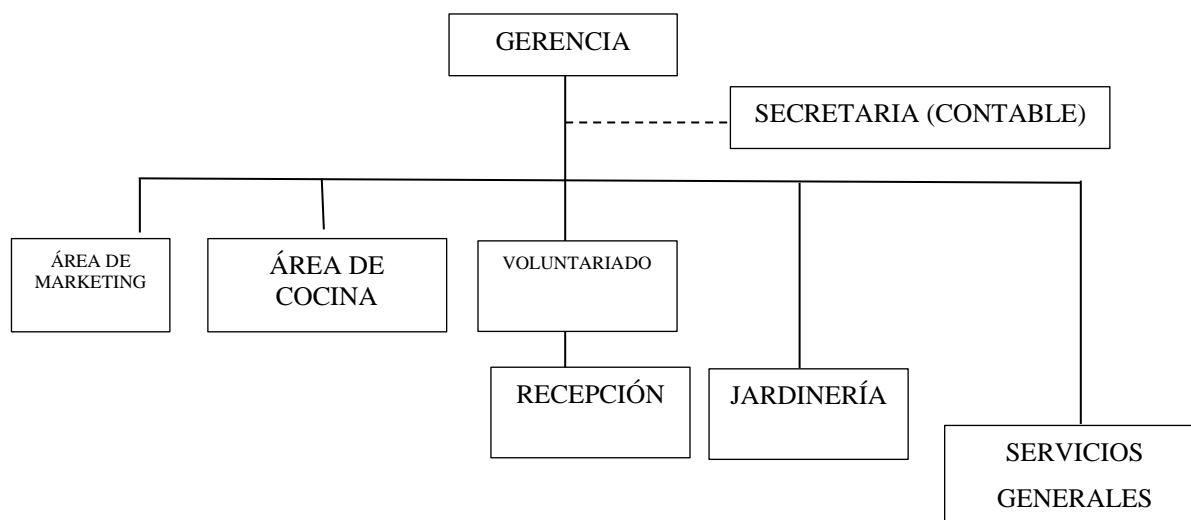 GERENCIA
SECRETARIA (CONTABLE)
ÁREA DE
MARKETING
ÁREA DE
COCINA
VOLUNTARIADO
RECEPCIÓN
JARDINERÍA
SERVICIOS
GENERALES